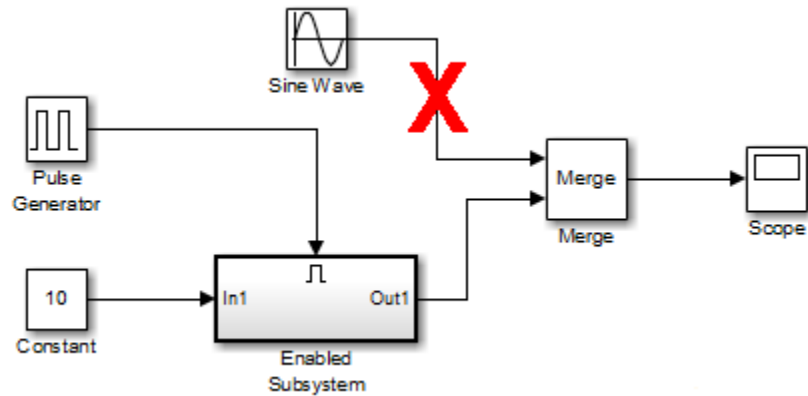 Sine Wave
X
Pulse
Generator
Merge
Merge
Scope
10
Constant
In1
Out1
Enabled
Subsystem